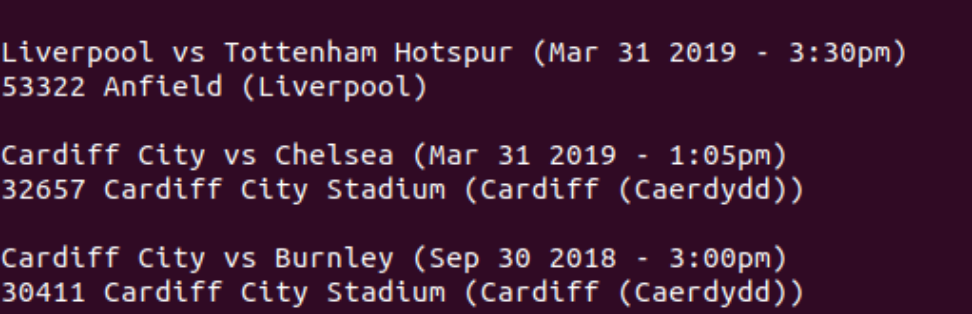 Liverpool vs Tottenham Hotspur (Mar 31 2019 - 3:30pm)
53322 Anfield (Liverpool)
Cardiff City vs Chelsea (Mar 31 2019 - 1:05pm)
32657 Cardiff City Stadium (Cardiff (Caerdydd))
Cardiff City vs Burnley (Sep 30 2018 - 3:00pm)
30411 Cardiff City Stadium (Cardiff (Caerdydd))